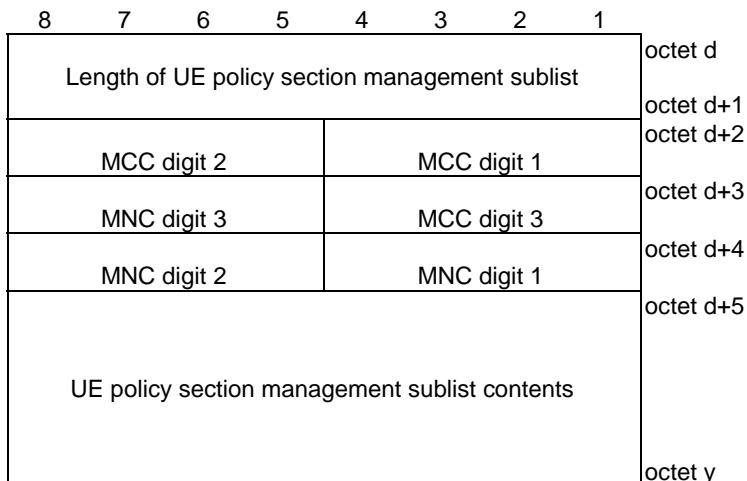 8 7 6 5 4 3 2 1
octet d
Length of UE policy section management sublist
octet d+1
octet d+2
MCC digit 2 MCC digit 1
octet d+3
MNC digit 3 MCC digit 3
octet d+4
MNC digit 2 MNC digit 1
octet d+5
UE policy section management sublist contents
octet y